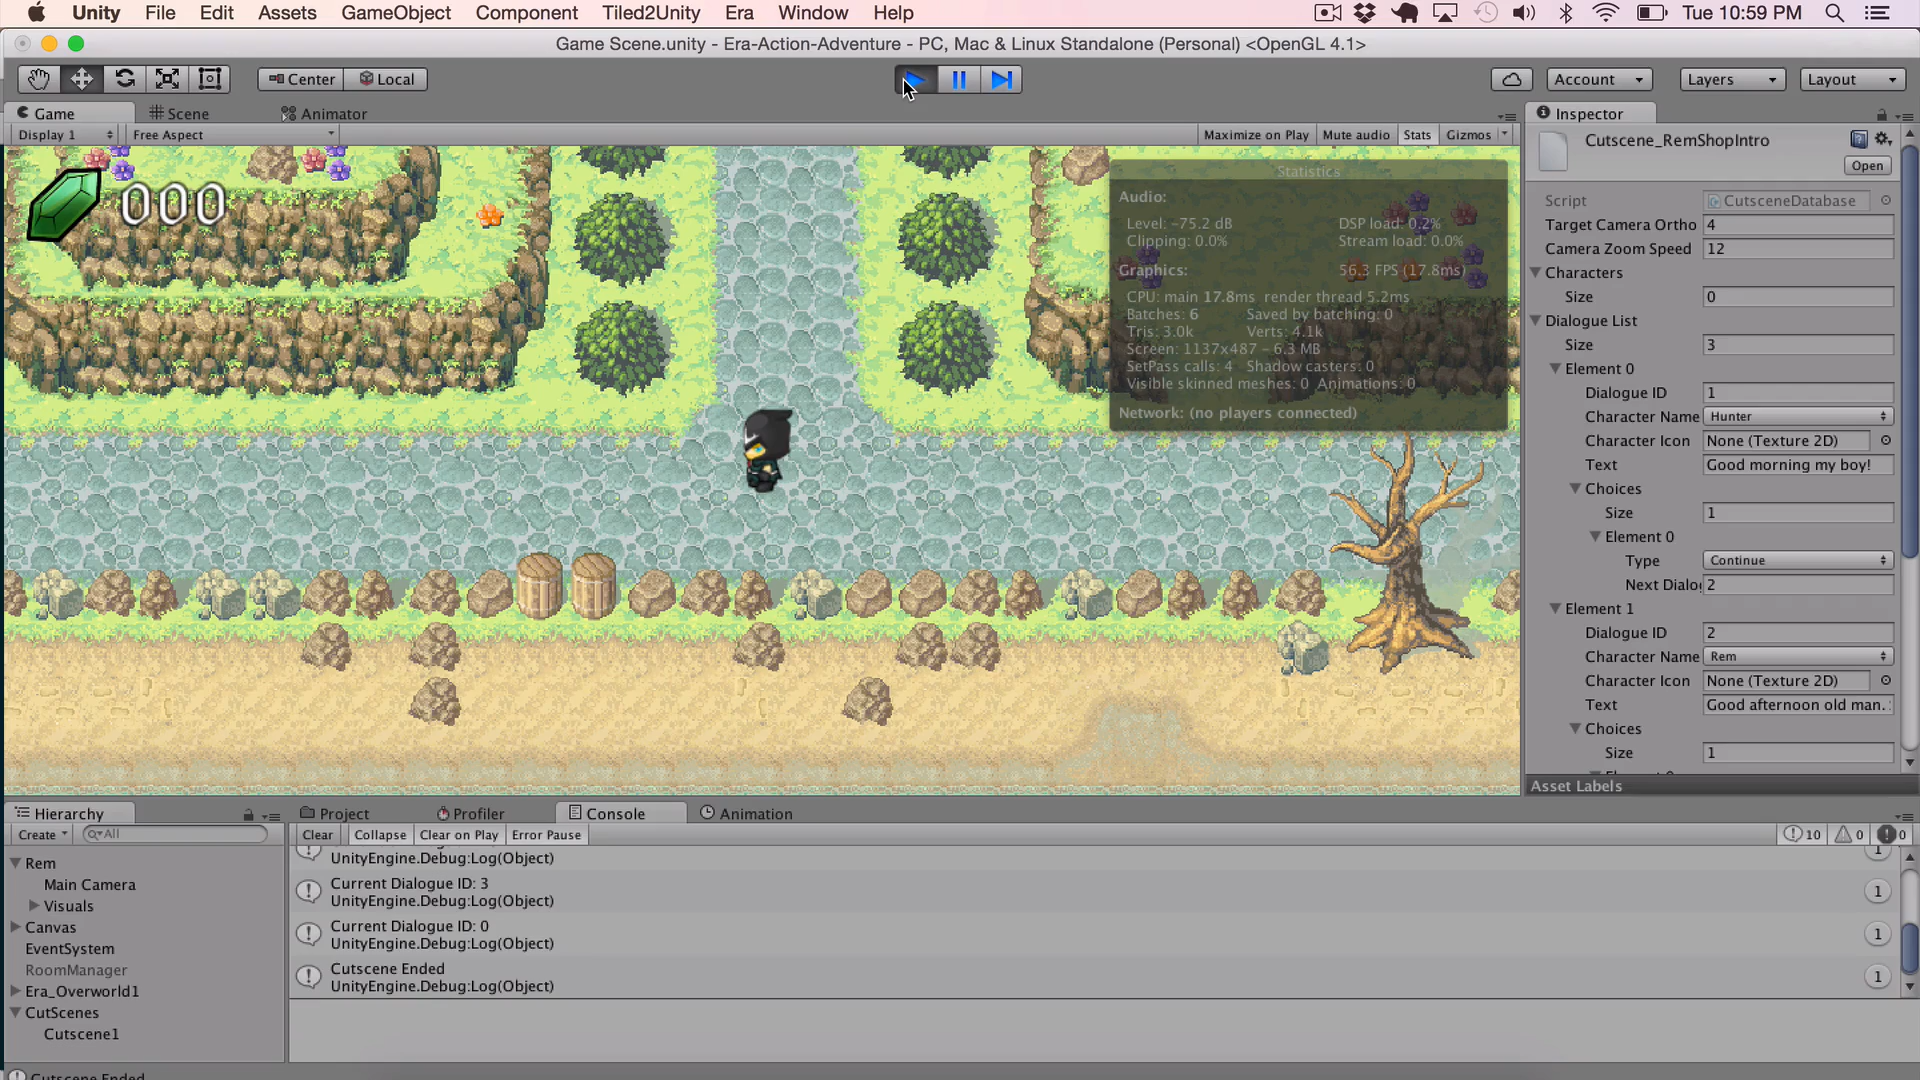 Unity File Edit Assets GameObject Component Tiled2Unity Era Window Help Tue 10:59 PM
Game Scene.unity - Era-Action-Adventure - PC, Mac & Linux Standalone (Personal) <OpenGL 4.1>
Center Local Account Layers Layout
Game Scene Animator Inspector
Display 1 Free Aspect Maximize on Play Mute audio Stats Gizmos
Cutscene_RemShopIntro
Open
000
Statistics
Audio:
Level: -75.2 dB DSP load: 0.2%
Clipping: 0.0% Stream load: 0.0%
Graphics: 56.3 FPS (17.8ms)
CPU: main 17.8ms render thread 5.2ms
Batches: 6 Saved by batching: 0
Tris: 3.0k Verts: 4.1k
Screen: 1137x487 - 6.3 MB
SetPass calls: 4 Shadow casters: 0
Visible skinned meshes: 0 Animations: 0
Network: (no players connected)
Script CutsceneDatabase
Target Camera Ortho 4
Camera Zoom Speed 12
Characters
Size 0
Dialogue List
Size 3
Element 0
Dialogue ID 1
Character Name Hunter
Character Icon None (Texture 2D)
Text Good morning my boy!
Choices
Size 1
Element 0
Type Continue
Next Dialo 2
Element 1
Dialogue ID 2
Character Name Rem
Character Icon None (Texture 2D)
Text Good afternoon old man.
Choices
Size 1
Asset Labels
Hierarchy Project Profiler Console Animation
Create All Clear Collapse Clear on Play Error Pause 10 0 0
Rem
Main Camera
Visuals
Canvas
EventSystem
RoomManager
Era_Overworld1
CutScenes
Cutscene1
UnityEngine.Debug:Log(Object) 1
Current Dialogue ID: 3
UnityEngine.Debug:Log(Object) 1
Current Dialogue ID: 0
UnityEngine.Debug:Log(Object) 1
Cutscene Ended
UnityEngine.Debug:Log(Object) 1
Cutscene Ended